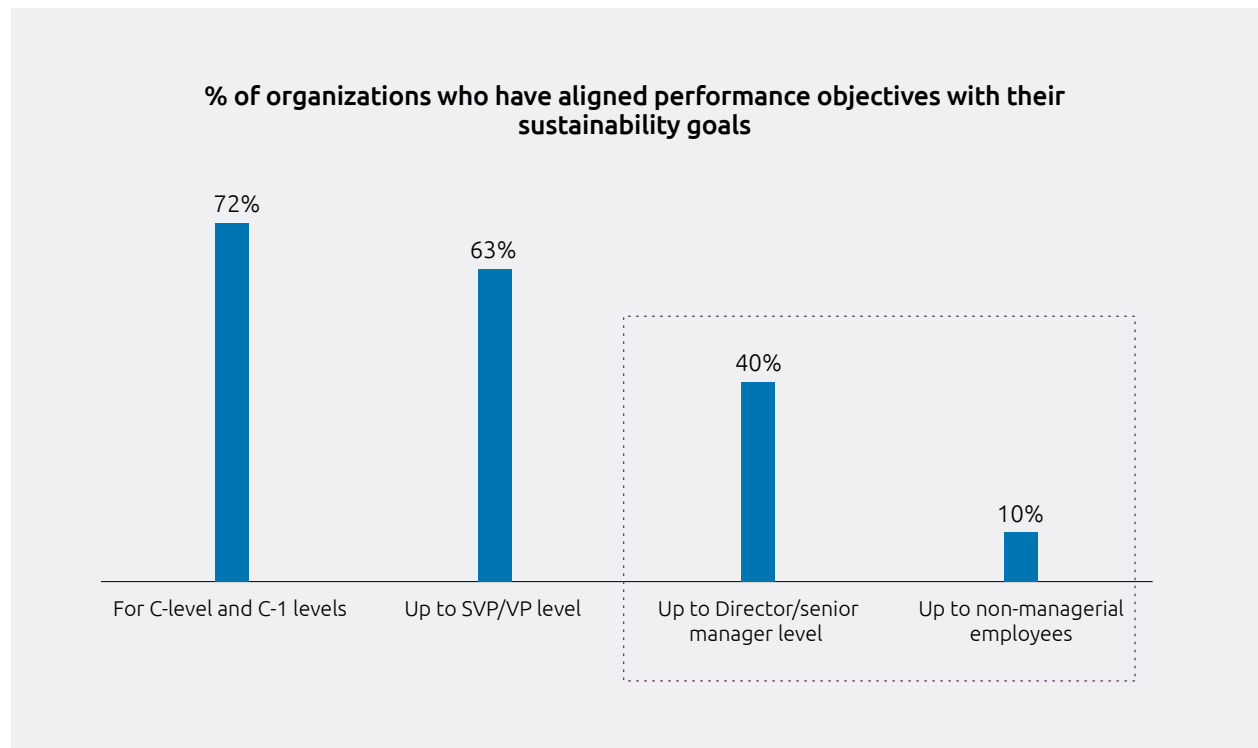 % of organizations who have aligned performance objectives with their
sustainability goals
72%
63%
40%
10%
For C-level and C-1 levels
Up to SVP/VP level
Up to Director/senior
manager level
Up to non-managerial
employees